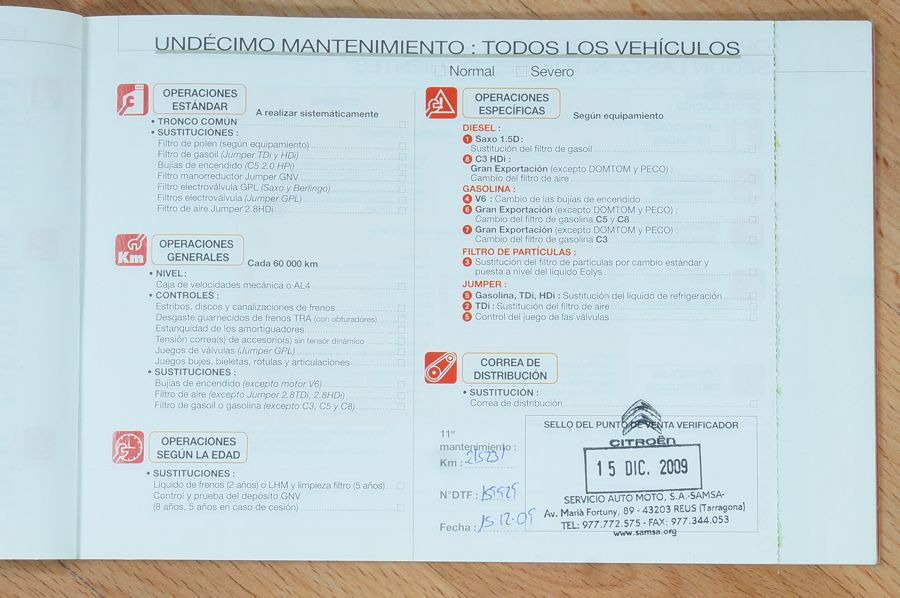 UNDÉCIMO MANTENIMIENTO : TODOS LOS VEHÍCULOS
Normal Severo
OPERACIONES
ESTÁNDAR
A realizar sistemáticamente
• TRONCO COMÚN
• SUSTITUCIONES :
Filtro de polen (según equipamiento)
Filtro de gasoil (Jumper TDi y HDi)
Bujías de encendido (C5 2.0 HPi)
Filtro manorreductor Jumper GNV
Filtro electroválvula GPL (Saxo y Berlingo)
Filtros electroválvula (Jumper GPL)
Filtro de aire Jumper 2.8HDi
Km
OPERACIONES
GENERALES
Cada 60 000 km
• NIVEL :
Caja de velocidades mecánica o AL4
• CONTROLES :
Estribos, discos y canalizaciones de frenos
Desgaste guarnecidos de frenos TRA (con obturadores)
Estanquidad de los amortiguadores
Tensión correa(s) de accesorio(s) sin tensor dinámico
Juegos de válvulas (Jumper GPL)
Juegos bujes, bieletas, rótulas y articulaciones
• SUSTITUCIONES :
Bujías de encendido (excepto motor V6)
Filtro de aire (excepto Jumper 2.8TDi, 2.8HDi)
Filtro de gasoil o gasolina (excepto C3, C5 y C8)
OPERACIONES
SEGÚN LA EDAD
• SUSTITUCIONES :
Líquido de frenos (2 años) o LHM y limpieza filtro (5 años)
Control y prueba del depósito GNV
(8 años, 5 años en caso de cesión)
OPERACIONES
ESPECÍFICAS
Según equipamiento
DIESEL :
1 Saxo 1.5D :
Sustitución del filtro de gasoil
8 C3 HDi :
Gran Exportación (excepto DOMTOM y PECO) :
Cambio del filtro de aire
GASOLINA :
4 V6 : Cambio de las bujías de encendido
6 Gran Exportación (excepto DOMTOM y PECO) :
Cambio del filtro de gasolina C5 y C8
7 Gran Exportación (excepto DOMTOM y PECO) :
Cambio del filtro de gasolina C3
FILTRO DE PARTÍCULAS :
3 Sustitución del filtro de particulas por cambio estándar y
puesta a nivel del líquido Eolys
JUMPER :
5 Gasolina, TDi, HDi : Sustitución del líquido de refrigeración
2 TDi : Sustitución del filtro de aire
5 Control del juego de las válvulas
CORREA DE
DISTRIBUCIÓN
• SUSTITUCIÓN :
Correa de distribución
11er
mantenimiento :
Km :
N°DTF :
Fecha : 15.12.09
SELLO DEL PUNTO DE VENTA VERIFICADOR
CITROËN
15 DIC. 2009
SERVICIO AUTO MOTO, S.A.-SAMSA-
Av. Marià Fortuny, 89 - 43203 REUS (Tarragona)
TEL: 977.772.575 - FAX: 977.344.053
www.samsa.org